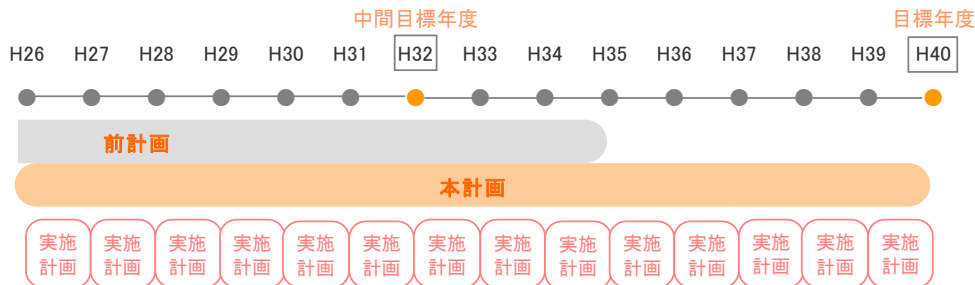 中間目標年度 目標年度
H26 H27 H28 H29 H30 H31 H32 H33 H34 H35 H36 H37 H38 H39 H40
前計画
本計画
実施 実施 実施 実施 実施 実施 実施 実施 実施 実施 実施 実施 実施 実施
計画 計画 計画 計画 計画 計画 計画 計画 計画 計画 計画 計画 計画 計画